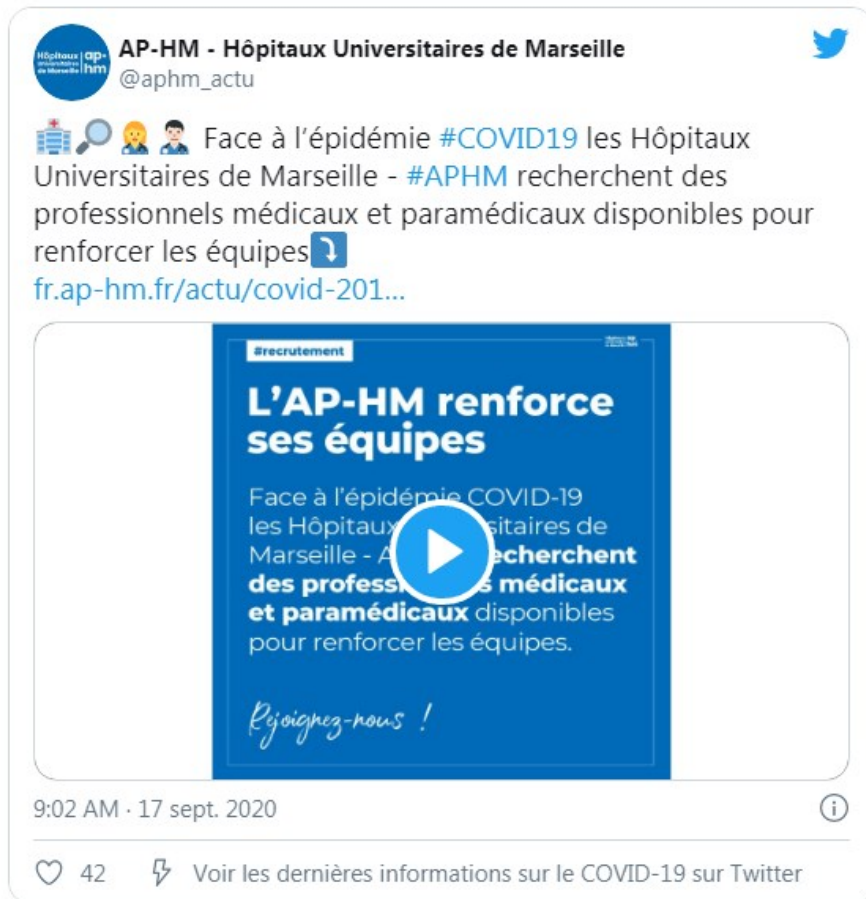 AP-HM - Hôpitaux Universitaires de Marseille
@aphm_actu
Face à l'épidémie #COVID19 les Hôpitaux
Universitaires de Marseille - #APHM recherchent des
professionnels médicaux et paramédicaux disponibles pour
renforcer les équipes
fr.ap-hm.fr/actu/covid-201...
#recrutement
L'AP-HM renforce
ses équipes
Face à l'épidémie COVID-19
les Hôpitaux
Marseille -
des
et paramédicaux disponibles
pour renforcer les équipes.
Rejoignez-nous !
9:02 AM · 17 sept. 2020
42
Voir les dernières informations sur le COVID-19 sur Twitter